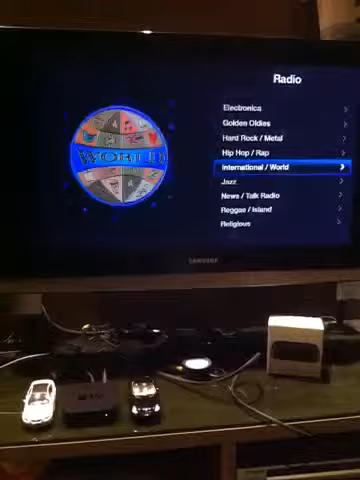 Radio
Electronica
Golden Oldies
Hard Rock / Metal
Hip Hop / Rap
International / World
Jazz
News / Talk Radio
Reggae / Island
Religious
WORLD
SAMSUNG